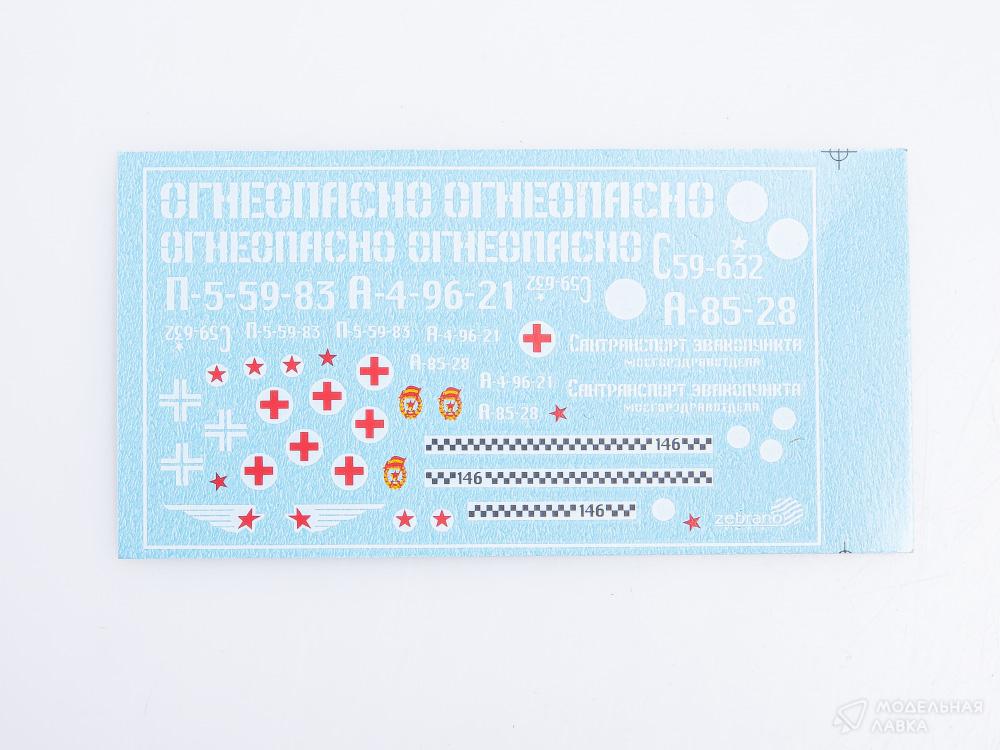 ОГНЕОПАСНО ОГНЕОПАСНО
ОГНЕОПАСНО ОГНЕОПАСНО
С59-632
П-5-59-83 А-4-96-21
С59-632
А-85-28
С59-632
П-5-59-83
П-5-59-83
А-4-96-21
САНТРАНСПОРТ ЭВАКОПУНКТА
МОСГОРЗДРАВОТДЕЛА
А-85-28
А-4-96-21
САНТРАНСПОРТ ЭВАКОПУНКТА
МОСГОРЗДРАВОТДЕЛА
А-85-28
146
146
146
zebrano
МОДЕЛЬНАЯ
ЛАВКА